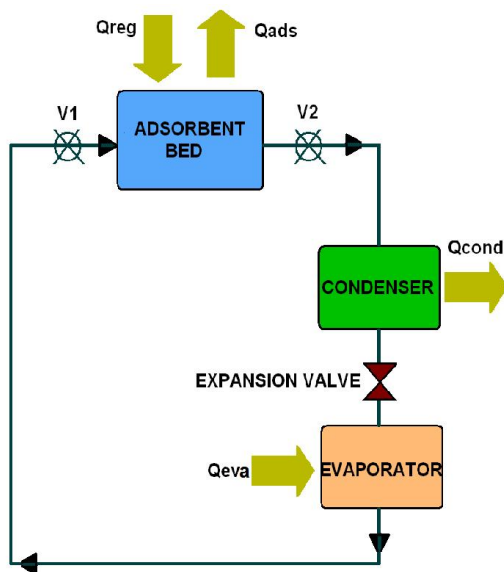 Qreg
Qads
V1
V2
ADSORBENT
BED
Qcond
CONDENSER
EXPANSION VALVE
Qeva
EVAPORATOR